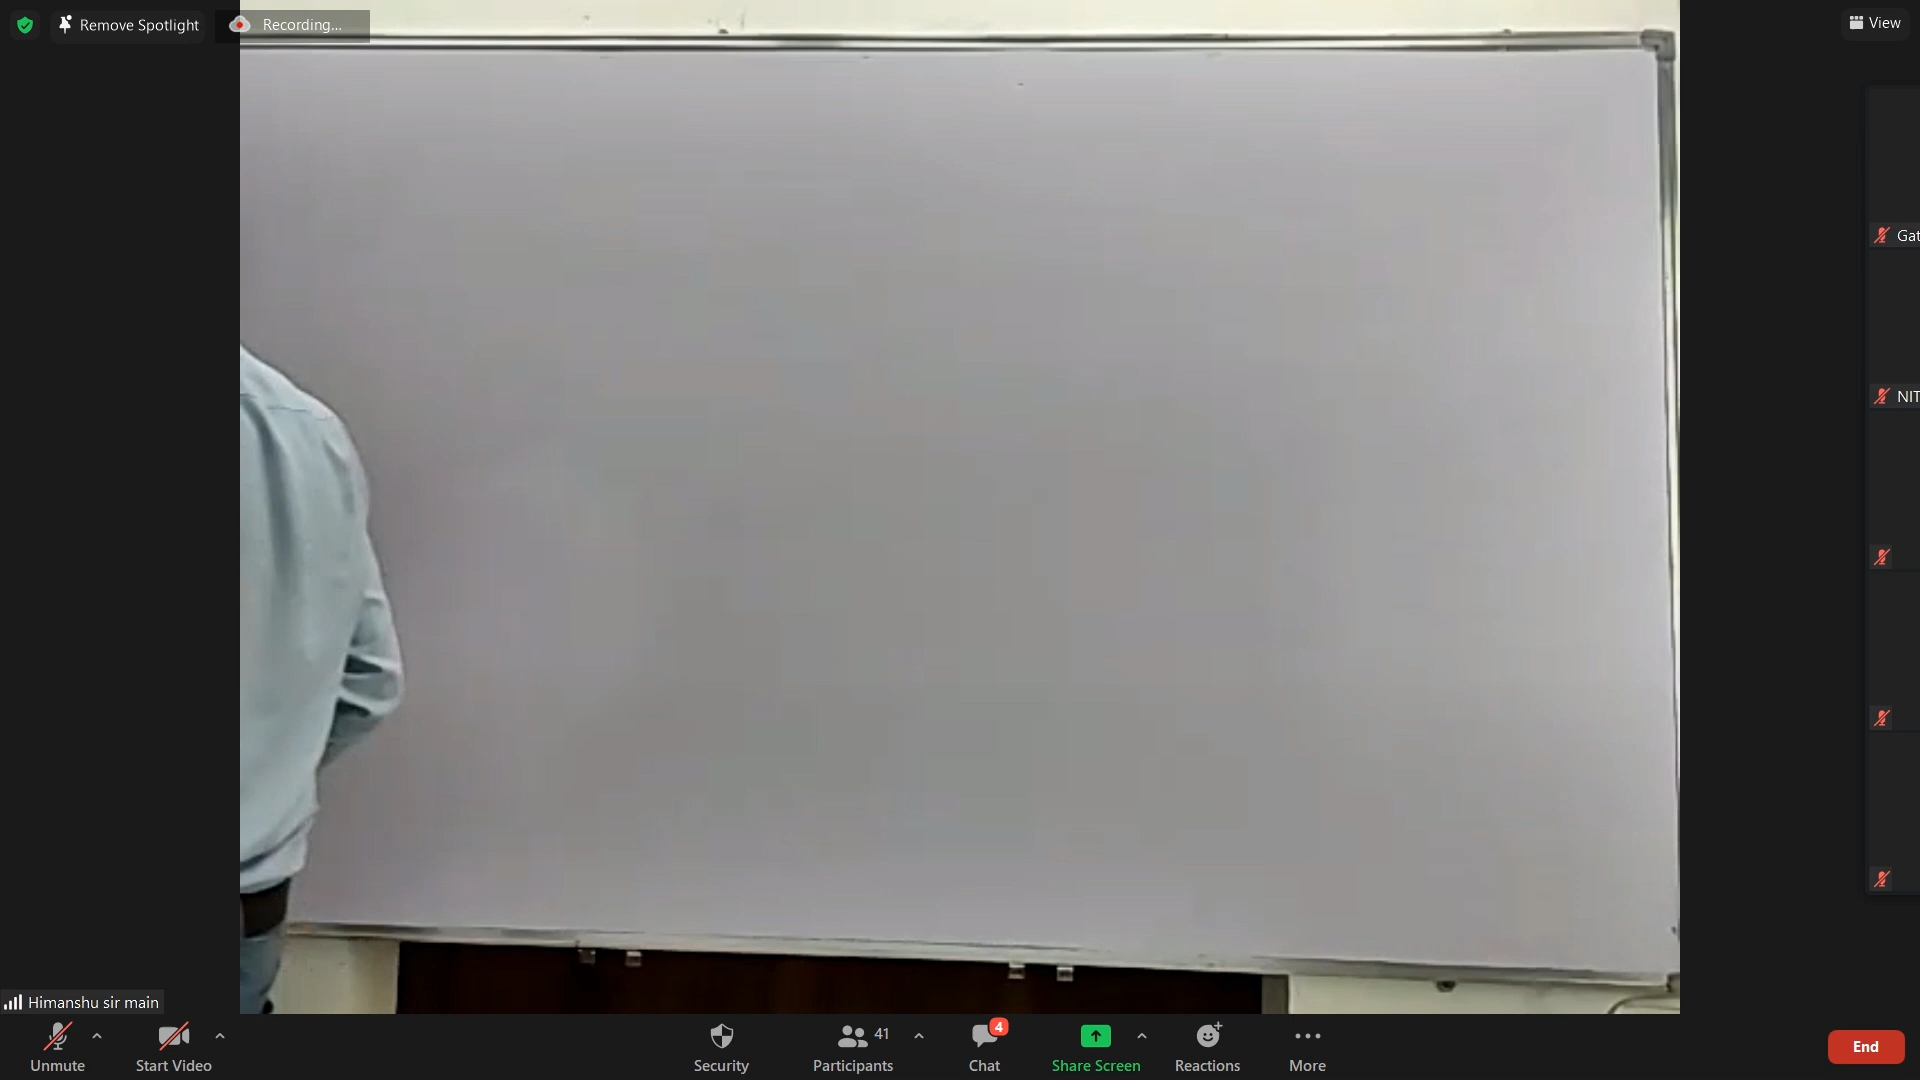 Remove Spotlight
Recording...
View
Gat
NIT
Himanshu sir main
Unmute
Start Video
Security
41
Participants
4
Chat
Share Screen
Reactions
More
End